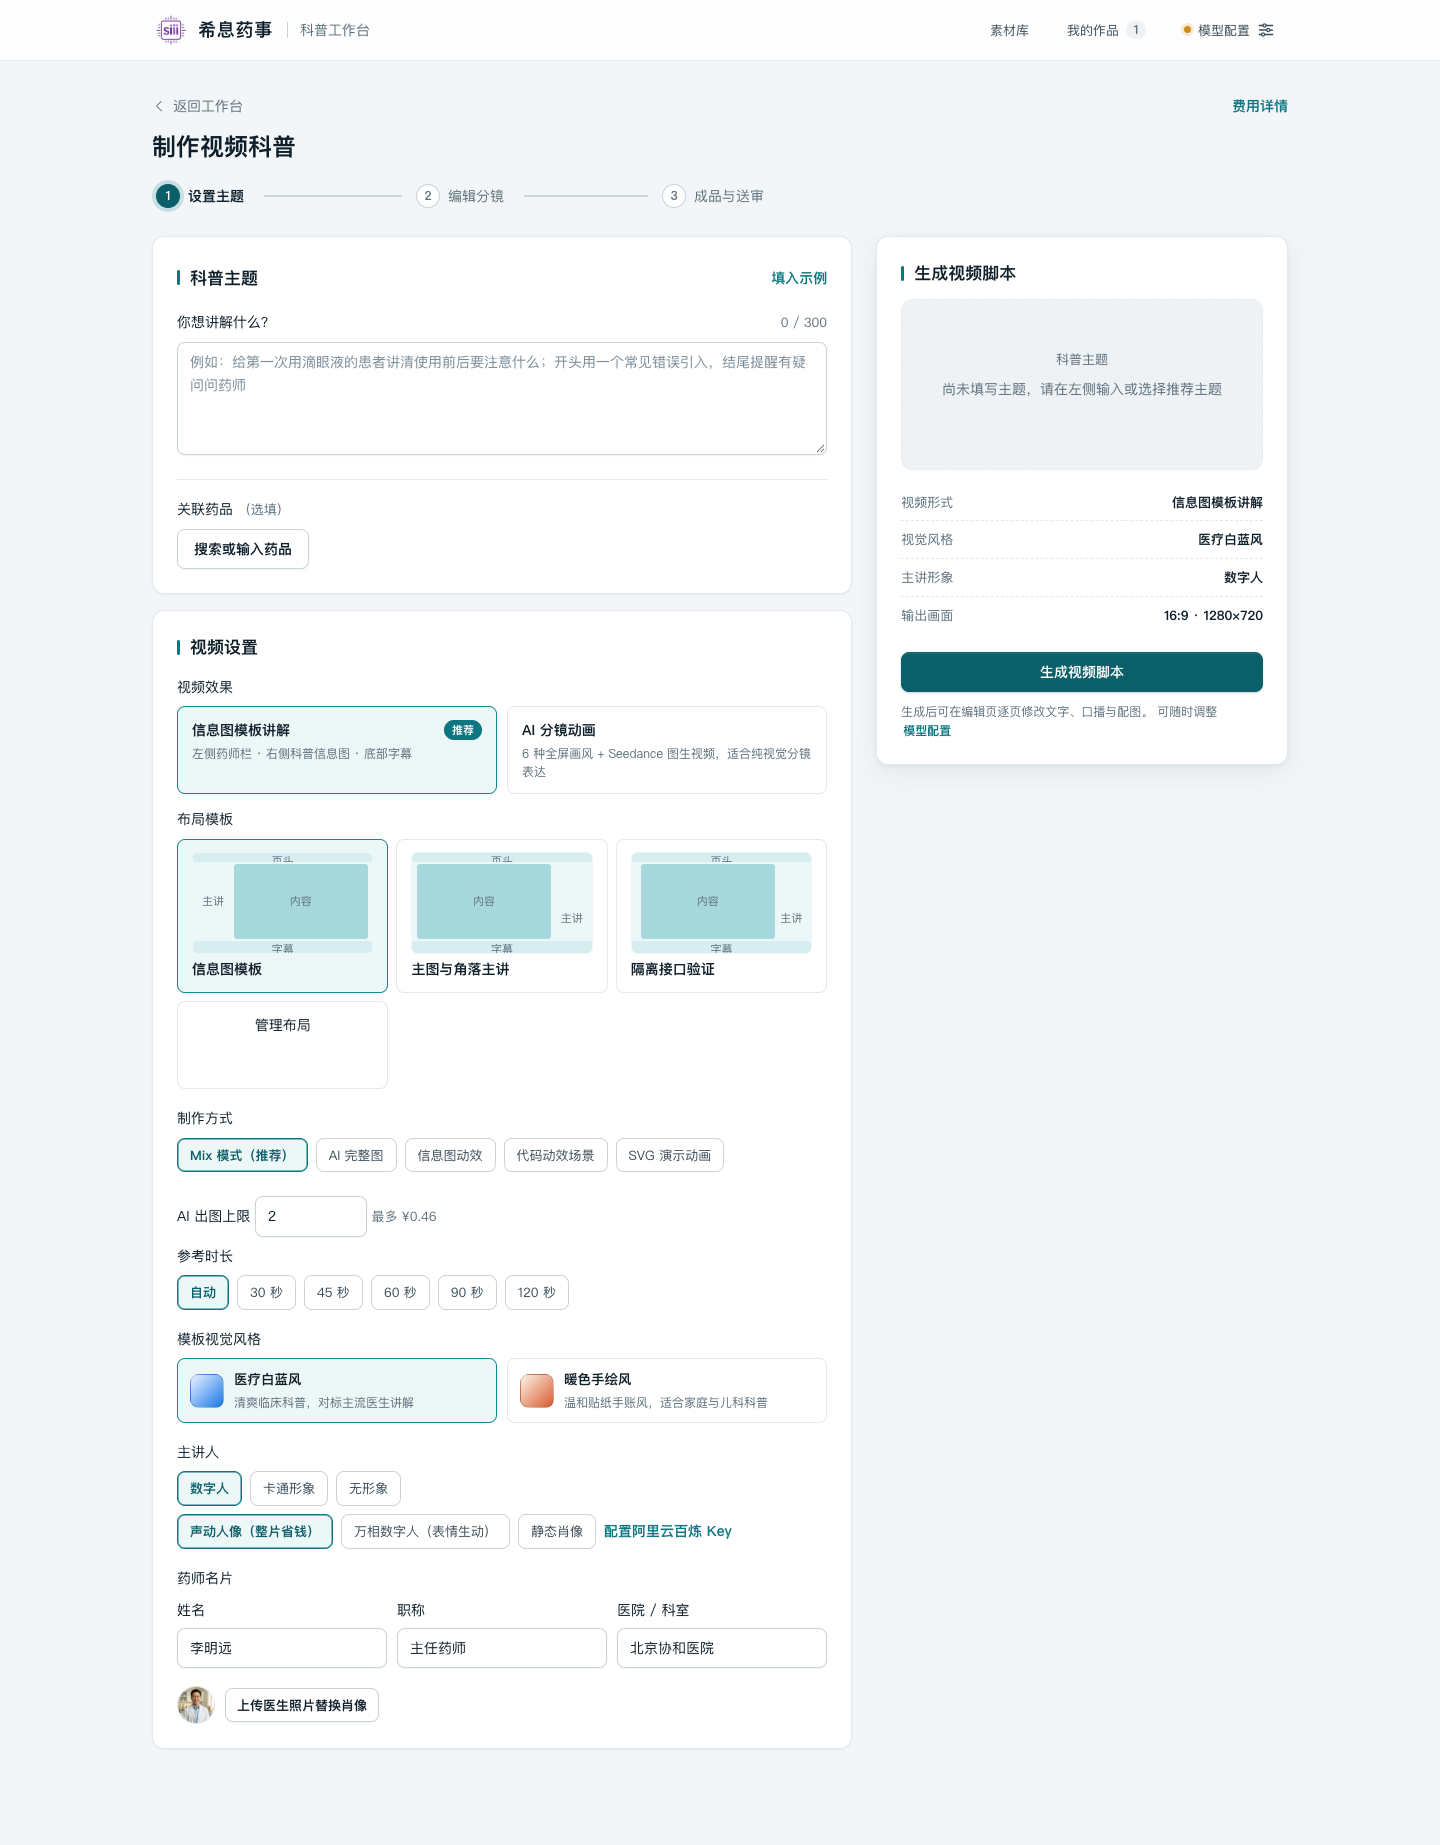 siii 希息药事 科普工作台 素材库 我的作品 1 模型配置
返回工作台 费用详情
制作视频科普
1 设置主题 2 编辑分镜 3 成品与送审
科普主题 填入示例
你想讲解什么? 0 / 300
例如：给第一次用滴眼液的患者讲清使用前后要注意什么；开头用一个常见错误引入，结尾提醒有疑
问问药师
关联药品 （选填）
搜索或输入药品
生成视频脚本
科普主题
尚未填写主题，请在左侧输入或选择推荐主题
视频形式 信息图模板讲解
视觉风格 医疗白蓝风
主讲形象 数字人
输出画面 16:9 · 1280×720
生成视频脚本
生成后可在编辑页逐页修改文字、口播与配图。 可随时调整
模型配置
视频设置
视频效果
信息图模板讲解 推荐
左侧药师栏 · 右侧科普信息图 · 底部字幕
AI 分镜动画
6 种全屏画风 + Seedance 图生视频，适合纯视觉分镜
表达
布局模板
页头
主讲 内容
字幕
信息图模板
页头
内容 主讲
字幕
主图与角落主讲
页头
内容 主讲
字幕
隔离接口验证
管理布局
制作方式
Mix 模式（推荐） AI 完整图 信息图动效 代码动效场景 SVG 演示动画
AI 出图上限 2 最多 ¥0.46
参考时长
自动 30 秒 45 秒 60 秒 90 秒 120 秒
模板视觉风格
医疗白蓝风
清爽临床科普，对标主流医生讲解
暖色手绘风
温和贴纸手账风，适合家庭与儿科科普
主讲人
数字人 卡通形象 无形象
声动人像（整片省钱） 万相数字人（表情生动） 静态肖像 配置阿里云百炼 Key
药师名片
姓名 职称 医院 / 科室
李明远 主任药师 北京协和医院
上传医生照片替换肖像